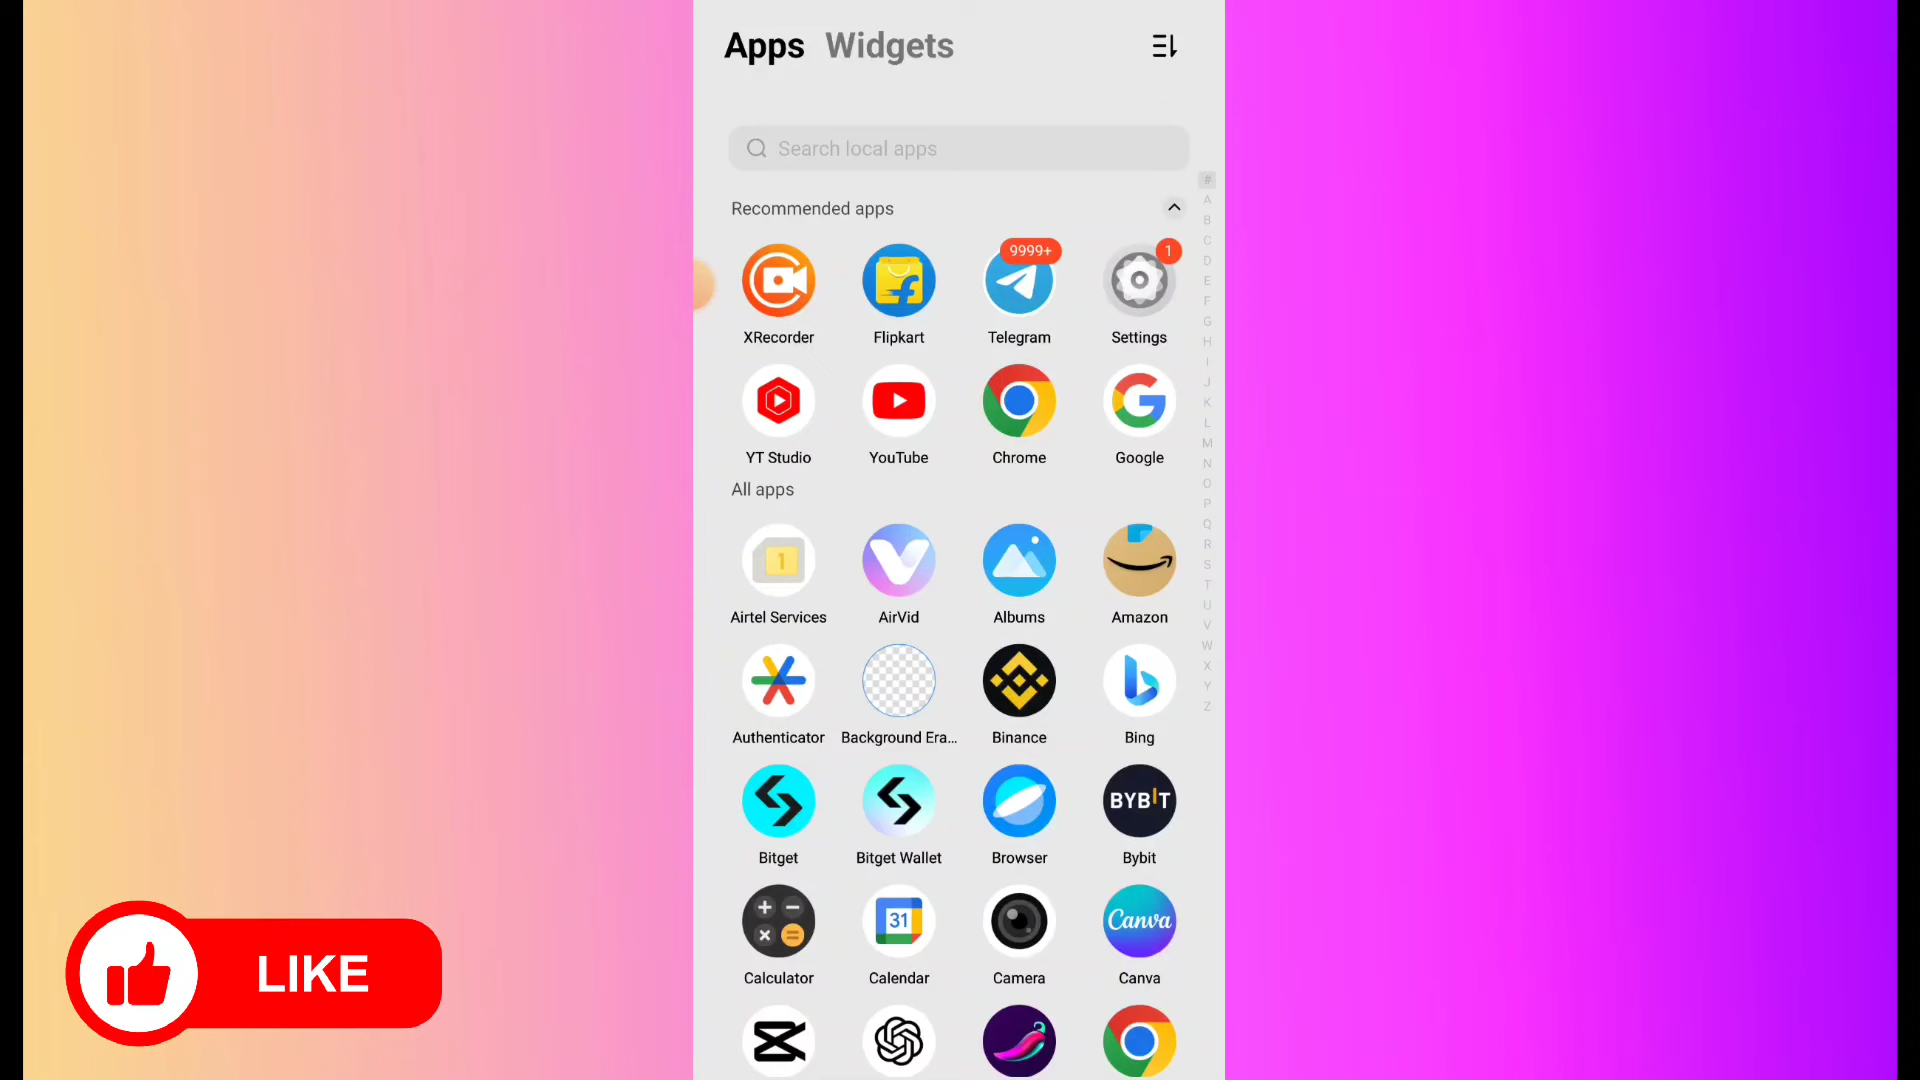 Apps Widgets
Search local apps
Recommended apps
#
A
B
C
D
E
F
G
H
I
J
K
L
M
N
O
P
Q
R
S
T
U
V
W
X
Y
Z
9999+
1
XRecorder Flipkart Telegram Settings
YT Studio YouTube Chrome Google
All apps
1
Airtel Services AirVid Albums Amazon
Authenticator Background Era... Binance Bing
BYBIT
Bitget Bitget Wallet Browser Bybit
31
Canva
Calculator Calendar Camera Canva
LIKE